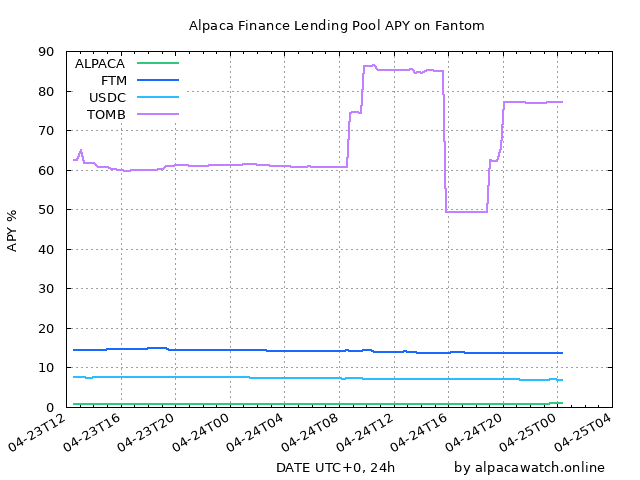 Alpaca Finance Lending Pool APY on Fantom
ALPACA
FTM
USDC
TOMB
APY %
90
80
70
60
50
40
30
20
10
0
04-23T12
04-23T16
04-23T20
04-24T00
04-24T04
04-24T08
04-24T12
04-24T16
04-24T20
04-25T00
04-25T04
DATE UTC+0, 24h
by alpacawatch.online